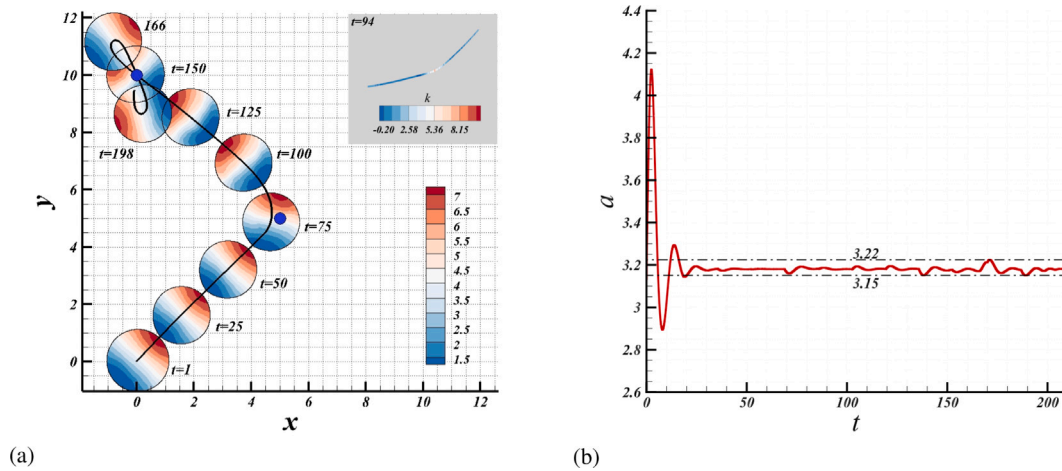 12
10
8
6
4
2
0
y
0
2
4
6
8
10
12
x
166
t=150
t=125
t=198
t=100
t=75
t=50
t=25
t=1
t=94
k
-0.20 2.58 5.36 8.15
7
6.5
6
5.5
5
4.5
4
3.5
3
2.5
2
1.5
(a)
4.4
4.2
4
3.8
3.6
3.4
3.2
3
2.8
2.6
a
3.22
3.15
0
50
100
150
200
t
(b)